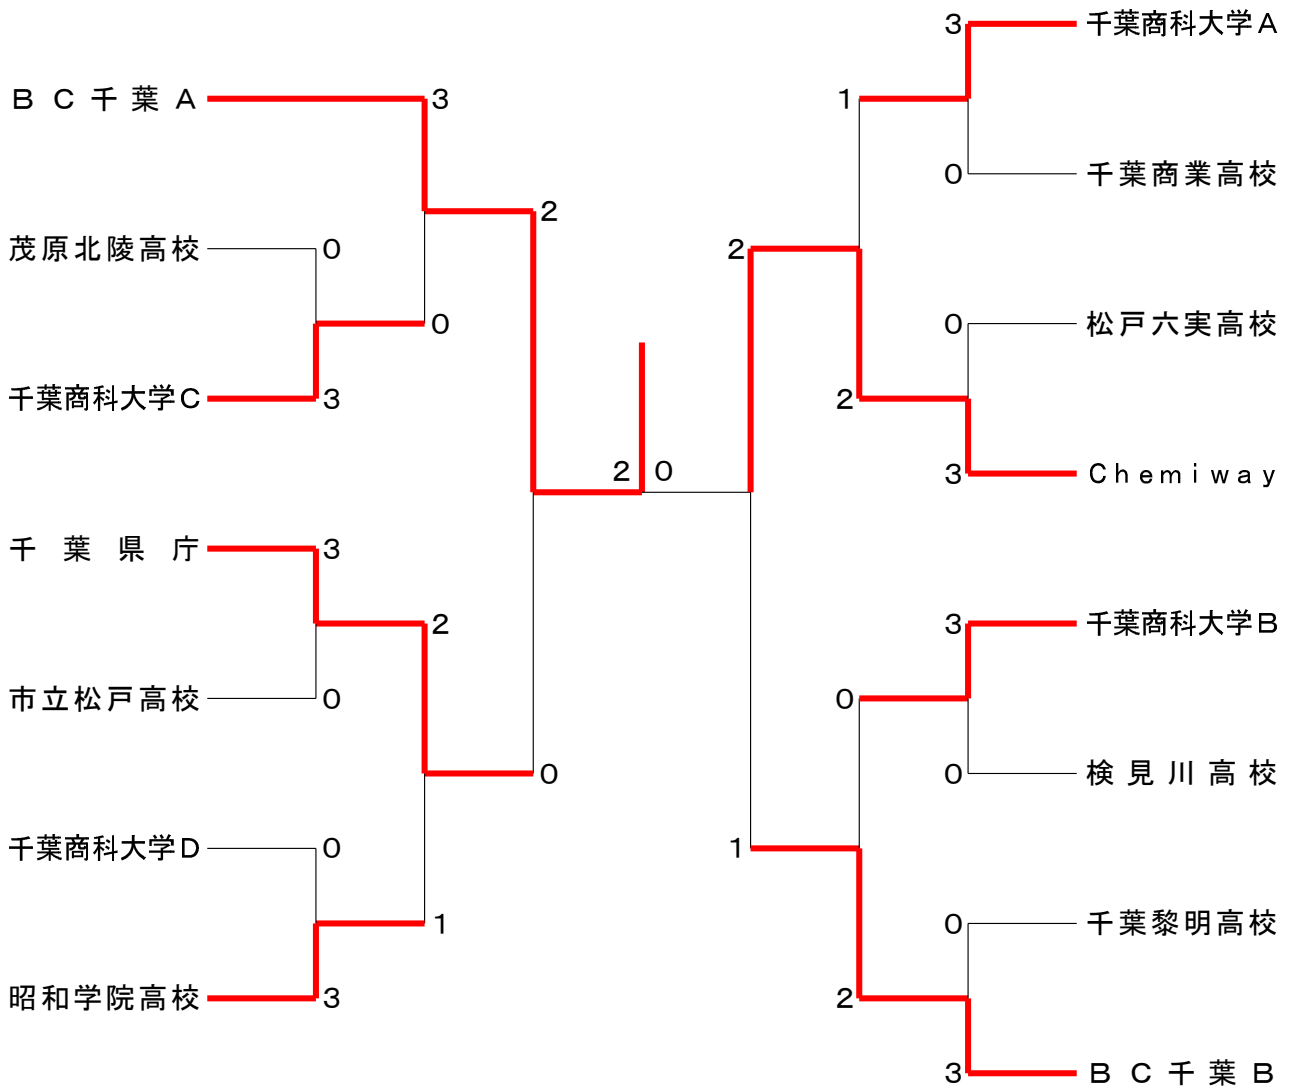 ＢＣ千葉Ａ
3
2
茂原北陵高校
0
0
千葉商科大学Ｃ
3
2
0
千葉県庁
3
2
市立松戸高校
0
0
千葉商科大学Ｄ
0
1
昭和学院高校
3
3
千葉商科大学Ａ
1
0
千葉商業高校
2
0
松戸六実高校
2
3
Ｃｈｅｍｉｗａｙ
3
千葉商科大学Ｂ
0
0
検見川高校
1
0
千葉黎明高校
2
3
ＢＣ千葉Ｂ